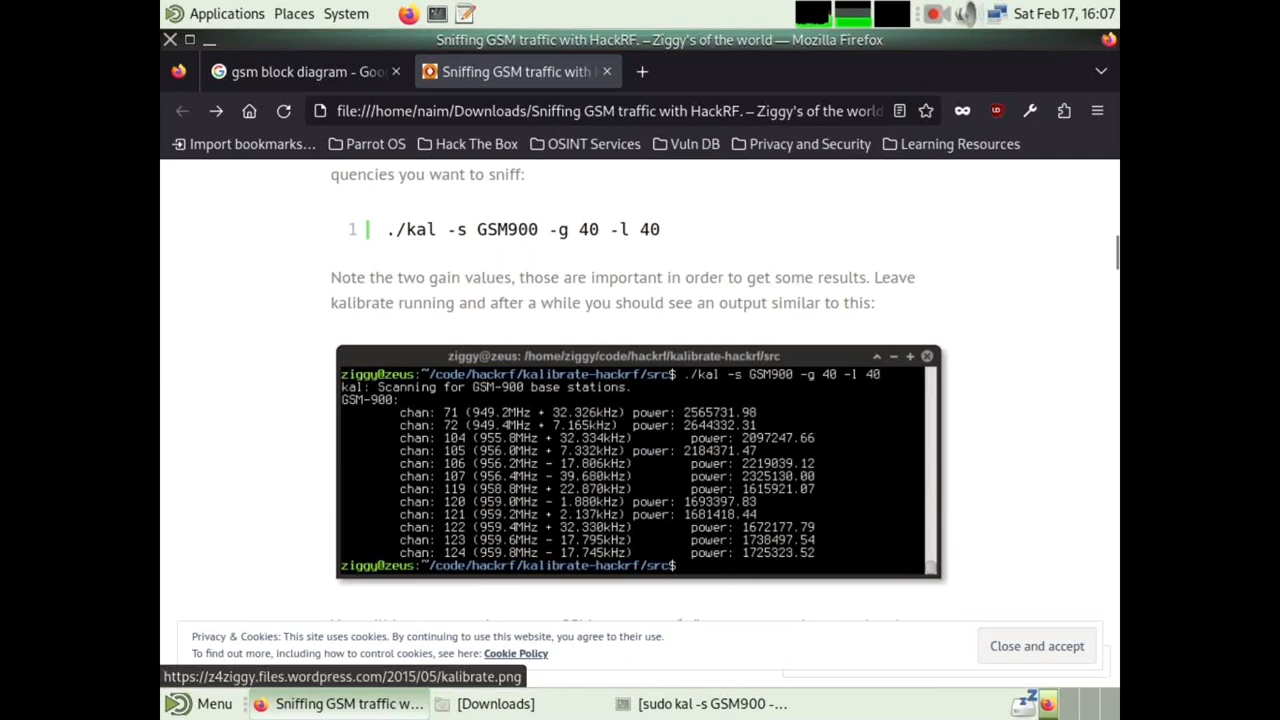 Applications Places System Sat Feb 17, 16:07
Sniffing GSM traffic with HackRF. – Ziggy's of the world — Mozilla Firefox
gsm block diagram - Goo Sniffing GSM traffic with
file:///home/naim/Downloads/Sniffing GSM traffic with HackRF. – Ziggy's of the world
Import bookmarks... Parrot OS Hack The Box OSINT Services Vuln DB Privacy and Security Learning Resources
quencies you want to sniff:
1 ./kal -s GSM900 -g 40 -l 40
Note the two gain values, those are important in order to get some results. Leave
kalibrate running and after a while you should see an output similar to this:
ziggy@zeus: /home/ziggy/code/hackrf/kalibrate-hackrf/src
ziggy@zeus:~/code/hackrf/kalibrate-hackrf/src$ ./kal -s GSM900 -g 40 -l 40
kal: Scanning for GSM-900 base stations.
GSM-900:
chan: 71 (949.2MHz + 32.326kHz) power: 2565731.98
chan: 72 (949.4MHz + 7.165kHz) power: 2644332.31
chan: 104 (955.8MHz + 32.334kHz) power: 2097247.66
chan: 105 (956.0MHz + 7.332kHz) power: 2184371.47
chan: 106 (956.2MHz - 17.806kHz) power: 2219039.12
chan: 107 (956.4MHz - 39.680kHz) power: 2325130.00
chan: 119 (958.8MHz + 22.870kHz) power: 1615921.07
chan: 120 (959.0MHz - 1.880kHz) power: 1693397.83
chan: 121 (959.2MHz + 2.137kHz) power: 1681418.44
chan: 122 (959.4MHz + 32.330kHz) power: 1672177.79
chan: 123 (959.6MHz - 17.795kHz) power: 1738497.54
chan: 124 (959.8MHz - 17.745kHz) power: 1725323.52
ziggy@zeus:~/code/hackrf/kalibrate-hackrf/src$
Privacy & Cookies: This site uses cookies. By continuing to use this website, you agree to their use.
To find out more, including how to control cookies, see here: Cookie Policy
Close and accept
https://z4ziggy.files.wordpress.com/2015/05/kalibrate.png
Menu Sniffing GSM traffic w... [Downloads] [sudo kal -s GSM900 -...